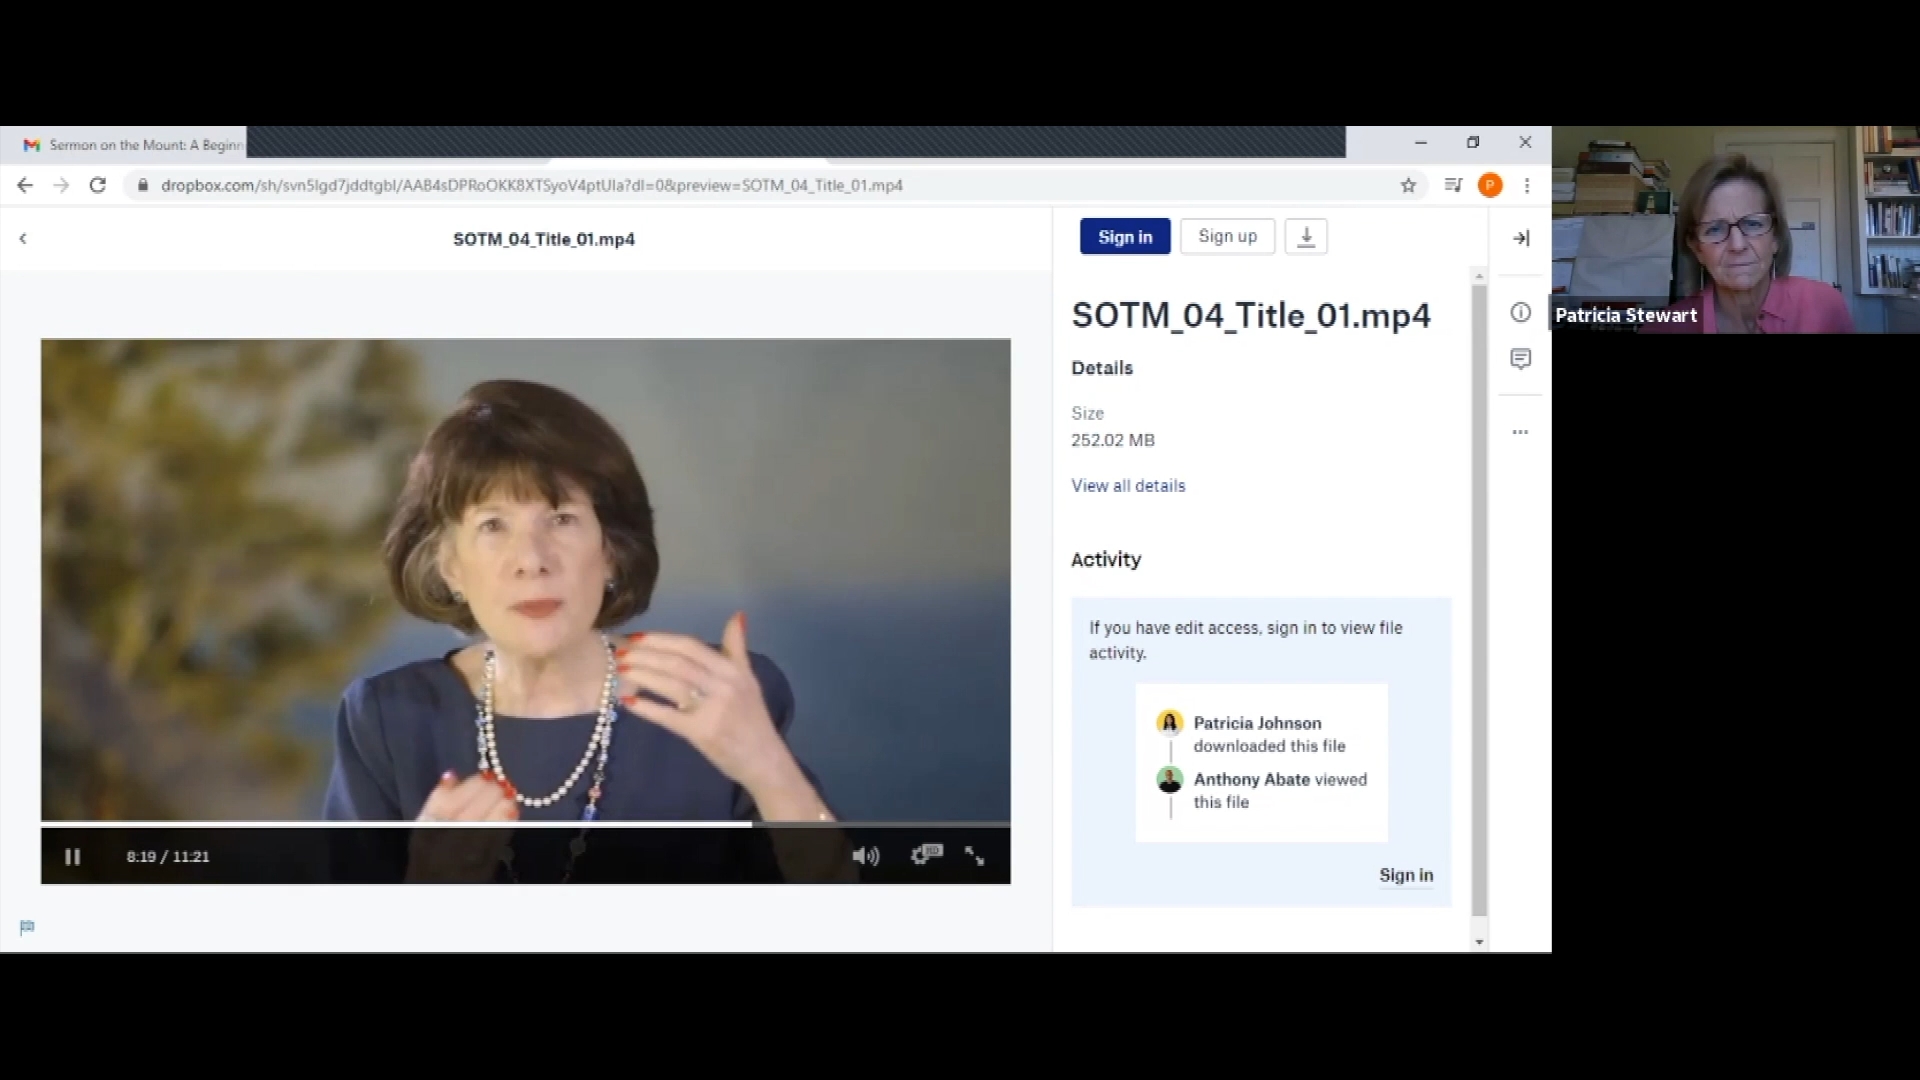 Sermon on the Mount: A Beginn
dropbox.com/sh/svn5lgd7jddtgbl/AAB4sDPRoOKK8XTSyoV4ptUla?dl=0&preview=SOTM_04_Title_01.mp4
P
SOTM_04_Title_01.mp4
Sign in
Sign up
SOTM_04_Title_01.mp4
Details
Size
252.02 MB
View all details
Activity
If you have edit access, sign in to view file
activity.
Patricia Johnson
downloaded this file
Anthony Abate viewed
this file
Sign in
8:19 / 11:21
HD
Patricia Stewart